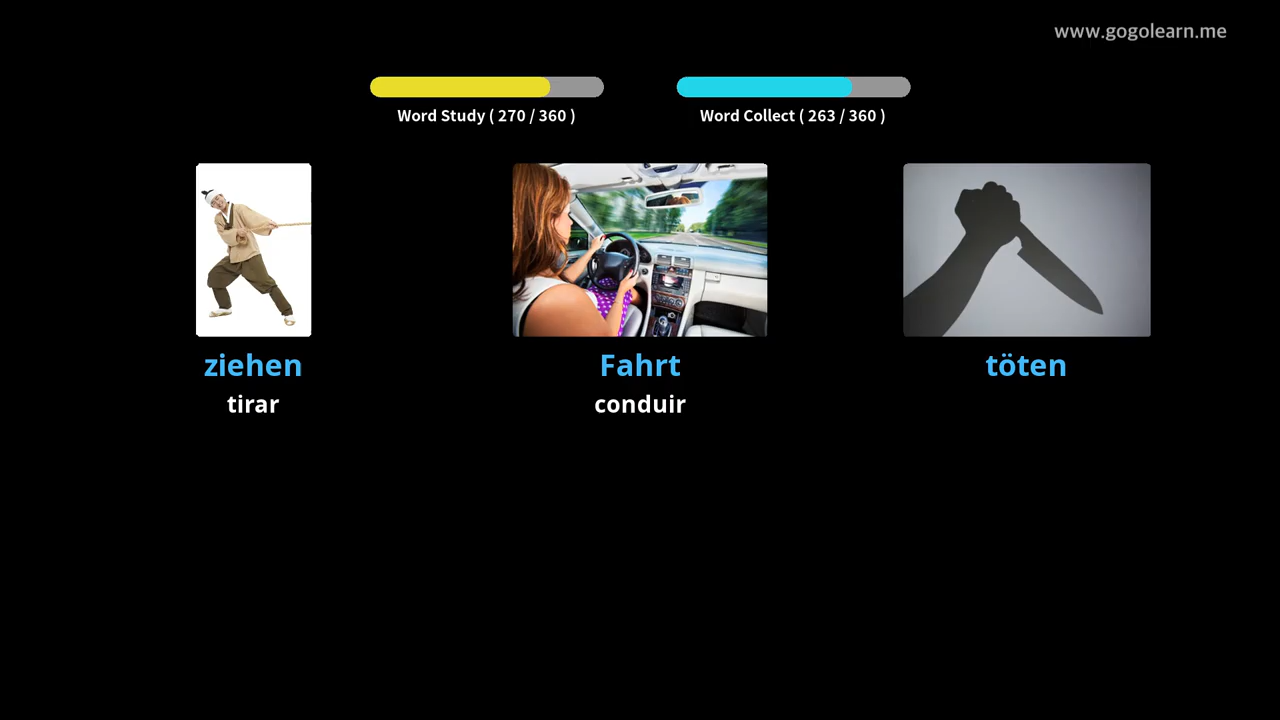 www.gogolearn.me
Word Study ( 270 / 360 )
Word Collect ( 263 / 360 )
ziehen
Fahrt
töten
tirar
conduir